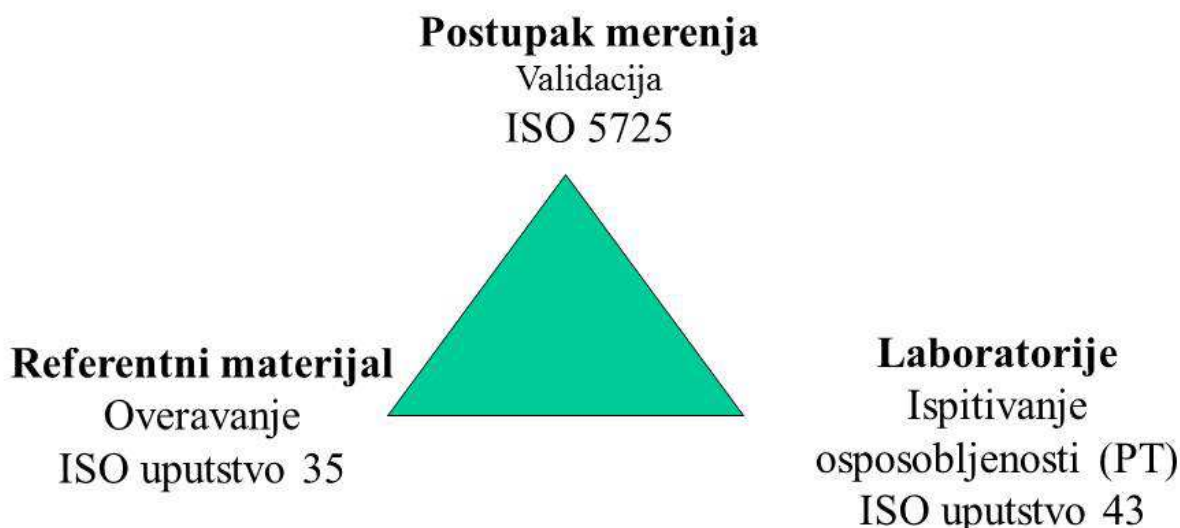 Postupak merenja
Validacija
ISO 5725
Referentni materijal
Overavanje
ISO uputstvo 35
Laboratorije
Ispitivanje
osposobljenosti (PT)
ISO uputstvo 43